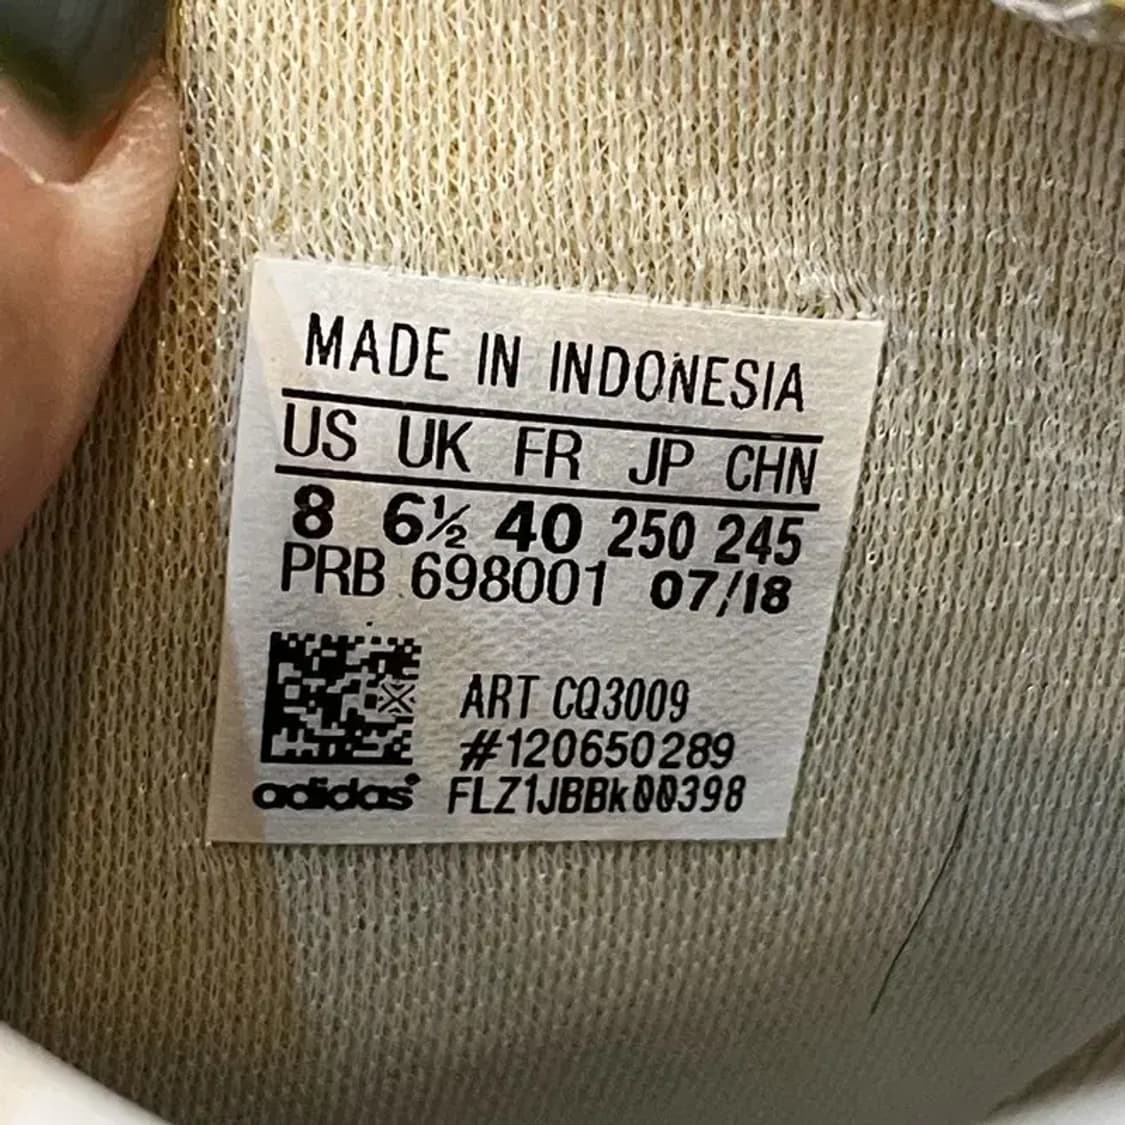 MADE IN INDONESIA
US UK FR JP CHN
8 6½ 40 250 245
PRB 698001 07/18
ART CQ3009
#120650289
adidas FLZ1JBBk00398